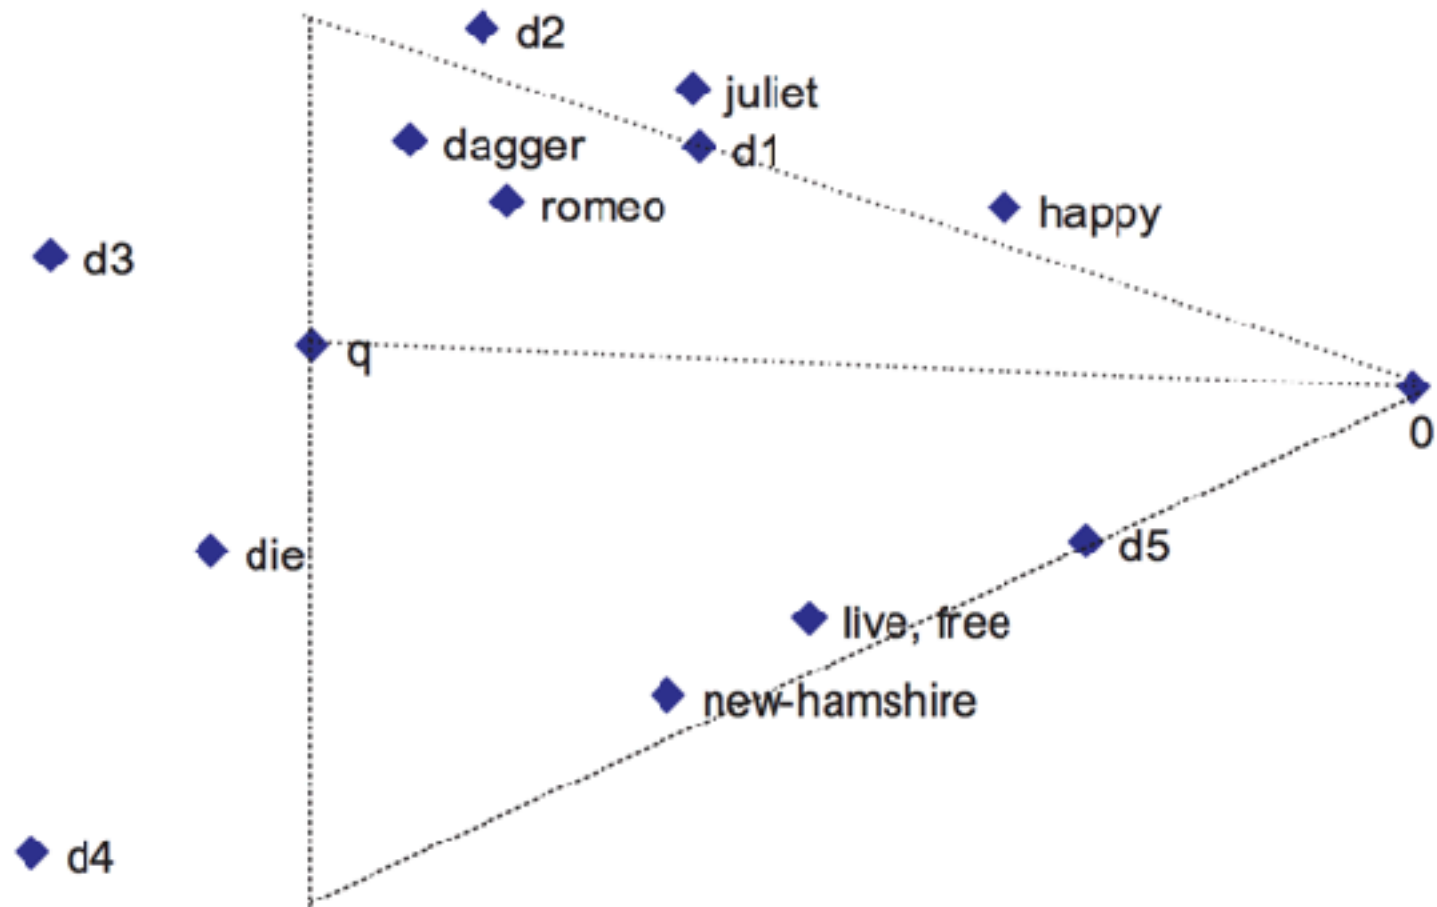 d2
juliet
dagger
d1
romeo
happy
d3
q
0
die
d5
live, free
new-hamshire
d4